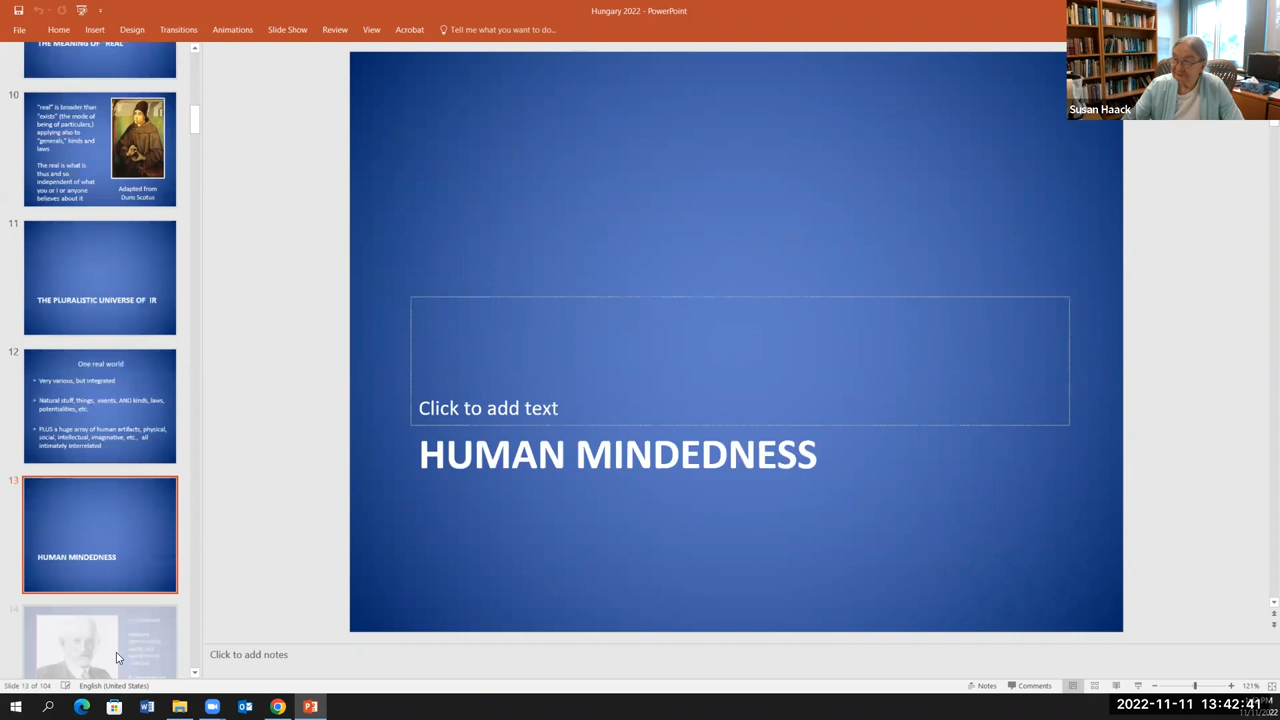 Hungary 2022 - PowerPoint
File Home Insert Design Transitions Animations Slide Show Review View Acrobat Tell me what you want to do...
Susan Haack
THE MEANING OF "REAL"
10
"real" is broader than
"exists" (the mode of
being of particulars,)
applying also to
"generals," kinds and
laws
The real is what is
thus and so
independent of what
you or I or anyone
believes about it
Adapted from
Duns Scotus
11
THE PLURALISTIC UNIVERSE OF IR
12
One real world
Very various, but integrated
Natural stuff, things, events, AND kinds, laws,
potentialities, etc.
PLUS a huge array of human artifacts, physical,
social, intellectual, imaginative, etc., all
intimately interrelated
13
HUMAN MINDEDNESS
14
Click to add text
HUMAN MINDEDNESS
Click to add notes
Slide 13 of 104 English (United States) Notes Comments 121%
2022-11-11 13:42:41